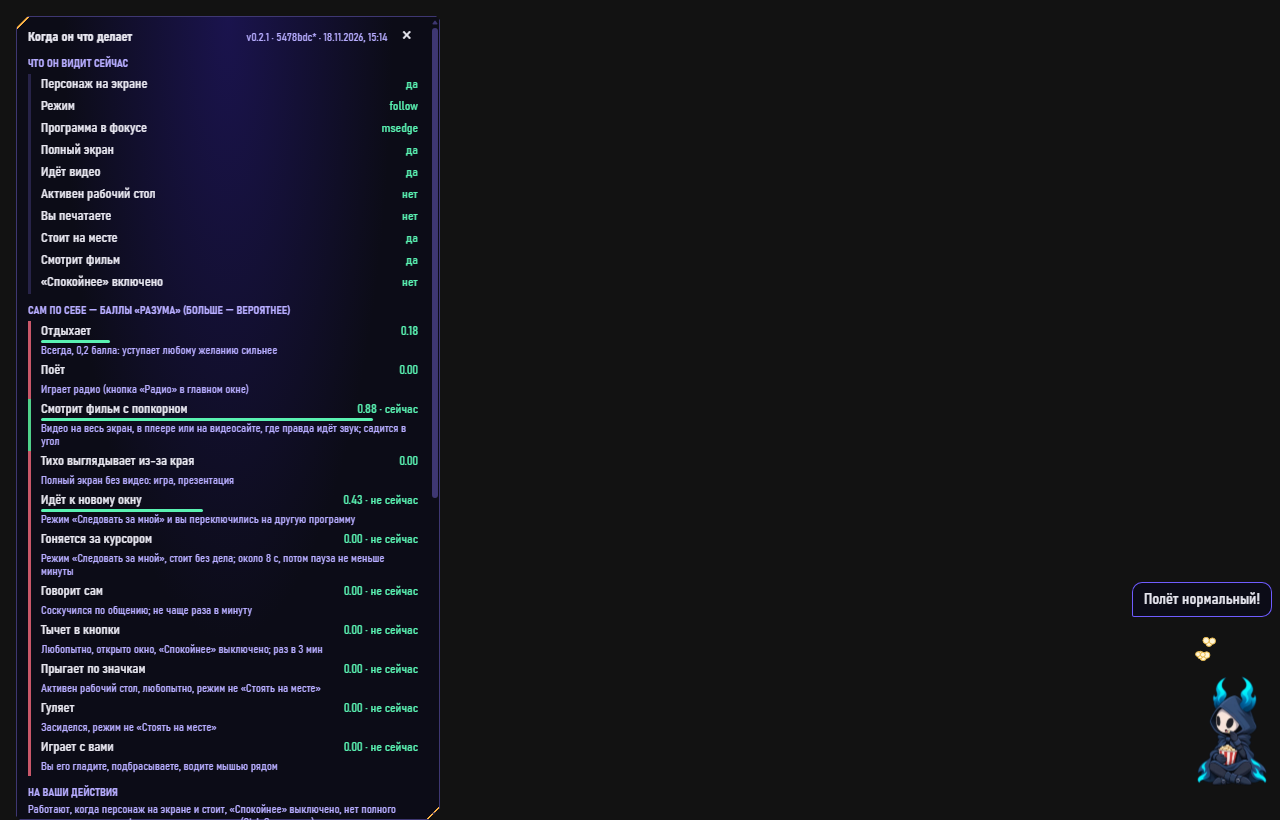 Когда он что делает
v0.2.1 · 5478bdc* · 18.11.2026, 15:14
ЧТО ОН ВИДИТ СЕЙЧАС
Персонаж на экране да
Режим follow
Программа в фокусе msedge
Полный экран да
Идёт видео да
Активен рабочий стол нет
Вы печатаете нет
Стоит на месте да
Смотрит фильм да
«Спокойнее» включено нет
САМ ПО СЕБЕ — БАЛЛЫ «РАЗУМА» (БОЛЬШЕ — ВЕРОЯТНЕЕ)
Отдыхает 0.18
Всегда, 0,2 балла: уступает любому желанию сильнее
Поёт 0.00
Играет радио (кнопка «Радио» в главном окне)
Смотрит фильм с попкорном 0.88 · сейчас
Видео на весь экран, в плеере или на видеосайте, где правда идёт звук; садится в
угол
Тихо выглядывает из-за края 0.00
Полный экран без видео: игра, презентация
Идёт к новому окну 0.43 · не сейчас
Режим «Следовать за мной» и вы переключились на другую программу
Гоняется за курсором 0.00 · не сейчас
Режим «Следовать за мной», стоит без дела; около 8 с, потом пауза не меньше
минуты
Говорит сам 0.00 · не сейчас
Соскучился по общению; не чаще раза в минуту
Тычет в кнопки 0.00 · не сейчас
Любопытно, открыто окно, «Спокойнее» выключено; раз в 3 мин
Прыгает по значкам 0.00 · не сейчас
Активен рабочий стол, любопытно, режим не «Стоять на месте»
Гуляет 0.00 · не сейчас
Засиделся, режим не «Стоять на месте»
Играет с вами 0.00 · не сейчас
Вы его гладите, подбрасываете, водите мышью рядом
НА ВАШИ ДЕЙСТВИЯ
Работают, когда персонаж на экране и стоит, «Спокойнее» выключено, нет полного
Полёт нормальный!